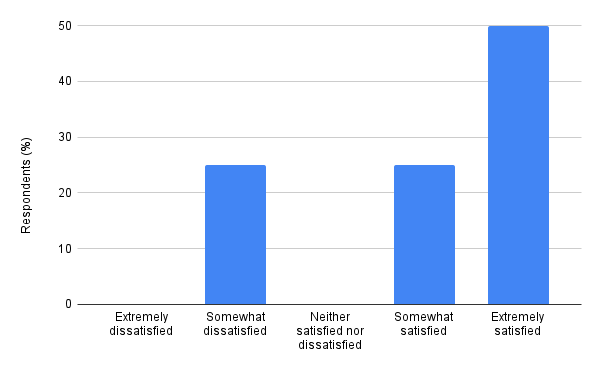 Respondents (%)
50
40
30
20
10
0
Extremely
dissatisfied
Somewhat
dissatisfied
Neither
satisfied nor
dissatisfied
Somewhat
satisfied
Extremely
satisfied